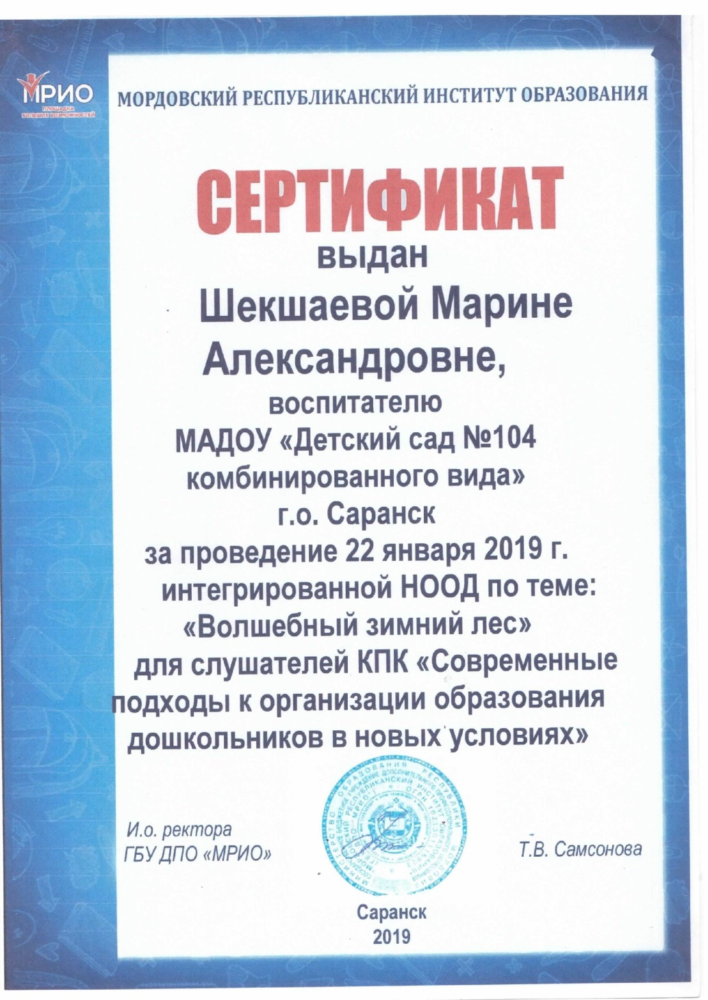 МРИО
ПЛОЩАДКА
БОЛЬШИХ ВОЗМОЖНОСТЕЙ
МОРДОВСКИЙ РЕСПУБЛИКАНСКИЙ ИНСТИТУТ ОБРАЗОВАНИЯ
СЕРТИФИКАТ
выдан
Шекшаевой Марине
Александровне,
воспитателю
МАДОУ «Детский сад №104
комбинированного вида»
г.о. Саранск
за проведение 22 января 2019 г.
интегрированной НООД по теме:
«Волшебный зимний лес»
для слушателей КПК «Современные
подходы к организации образования
дошкольников в новых условиях»
И.о. ректора
ГБУ ДПО «МРИО»
Т.В. Самсонова
Саранск
2019